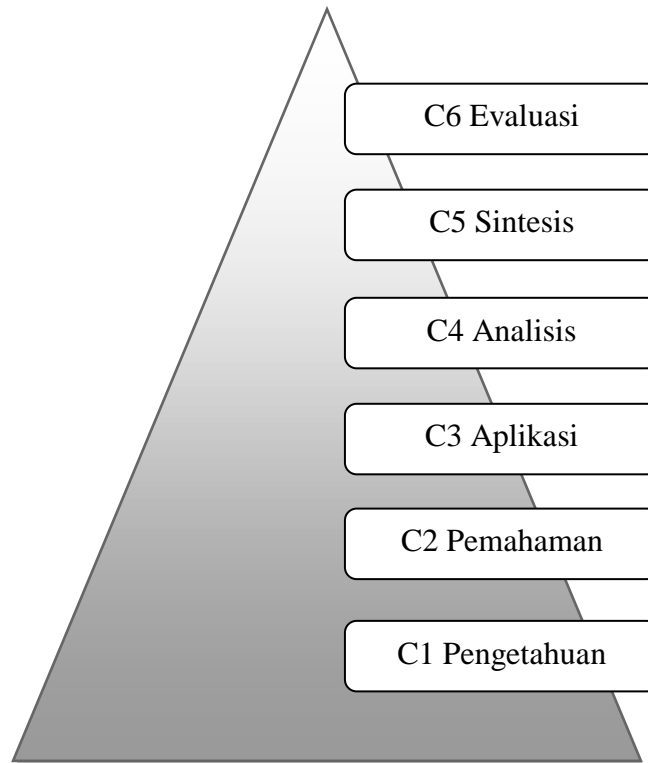 C6 Evaluasi
C5 Sintesis
C4 Analisis
C3 Aplikasi
C2 Pemahaman
C1 Pengetahuan